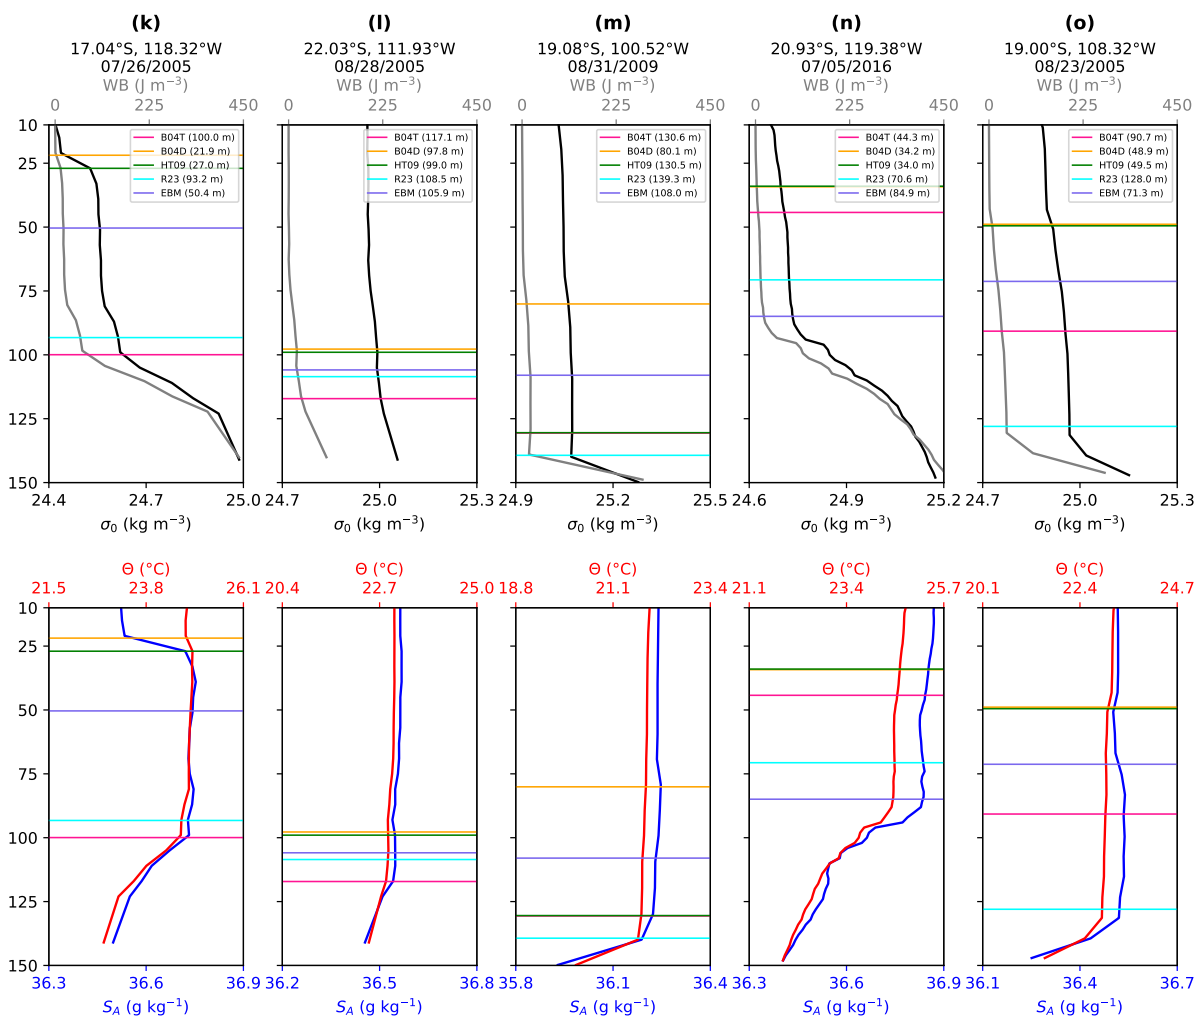 (k) (l) (m) (n) (o)
17.04°S, 118.32°W 22.03°S, 111.93°W 19.08°S, 100.52°W 20.93°S, 119.38°W 19.00°S, 108.32°W
07/26/2005 08/28/2005 08/31/2009 07/05/2016 08/23/2005
WB (J m⁻³) WB (J m⁻³) WB (J m⁻³) WB (J m⁻³) WB (J m⁻³)
0 225 450 0 225 450 0 225 450 0 225 450 0 225 450
10
25
50
75
100
125
150
B04T (100.0 m)
B04D (21.9 m)
HT09 (27.0 m)
R23 (93.2 m)
EBM (50.4 m)
B04T (117.1 m)
B04D (97.8 m)
HT09 (99.0 m)
R23 (108.5 m)
EBM (105.9 m)
B04T (130.6 m)
B04D (80.1 m)
HT09 (130.5 m)
R23 (139.3 m)
EBM (108.0 m)
B04T (44.3 m)
B04D (34.2 m)
HT09 (34.0 m)
R23 (70.6 m)
EBM (84.9 m)
B04T (90.7 m)
B04D (48.9 m)
HT09 (49.5 m)
R23 (128.0 m)
EBM (71.3 m)
24.4 24.7 25.0 24.7 25.0 25.3 24.9 25.2 25.5 24.6 24.9 25.2 24.7 25.0 25.3
σ₀ (kg m⁻³) σ₀ (kg m⁻³) σ₀ (kg m⁻³) σ₀ (kg m⁻³) σ₀ (kg m⁻³)
Θ (°C) Θ (°C) Θ (°C) Θ (°C) Θ (°C)
21.5 23.8 26.1 20.4 22.7 25.0 18.8 21.1 23.4 21.1 23.4 25.7 20.1 22.4 24.7
10
25
50
75
100
125
150
36.3 36.6 36.9 36.2 36.5 36.8 35.8 36.1 36.4 36.3 36.6 36.9 36.1 36.4 36.7
S_A (g kg⁻¹) S_A (g kg⁻¹) S_A (g kg⁻¹) S_A (g kg⁻¹) S_A (g kg⁻¹)